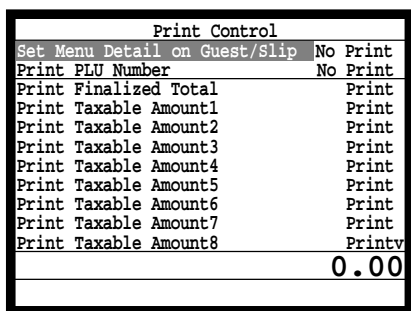 Print Control
Set Menu Detail on Guest/Slip No Print
Print PLU Number No Print
Print Finalized Total Print
Print Taxable Amount1 Print
Print Taxable Amount2 Print
Print Taxable Amount3 Print
Print Taxable Amount4 Print
Print Taxable Amount5 Print
Print Taxable Amount6 Print
Print Taxable Amount7 Print
Print Taxable Amount8 Printv
0.00